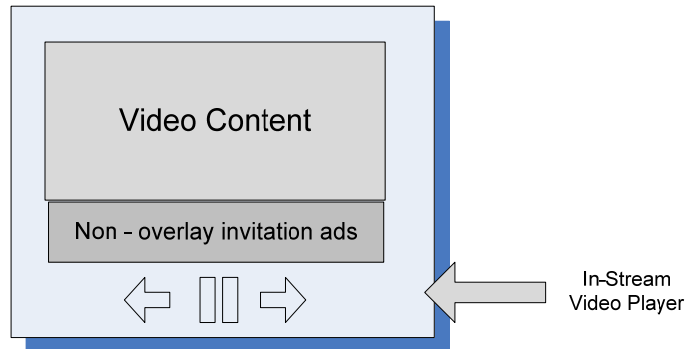 Video Content
Non - overlay invitation ads
In-Stream
Video Player